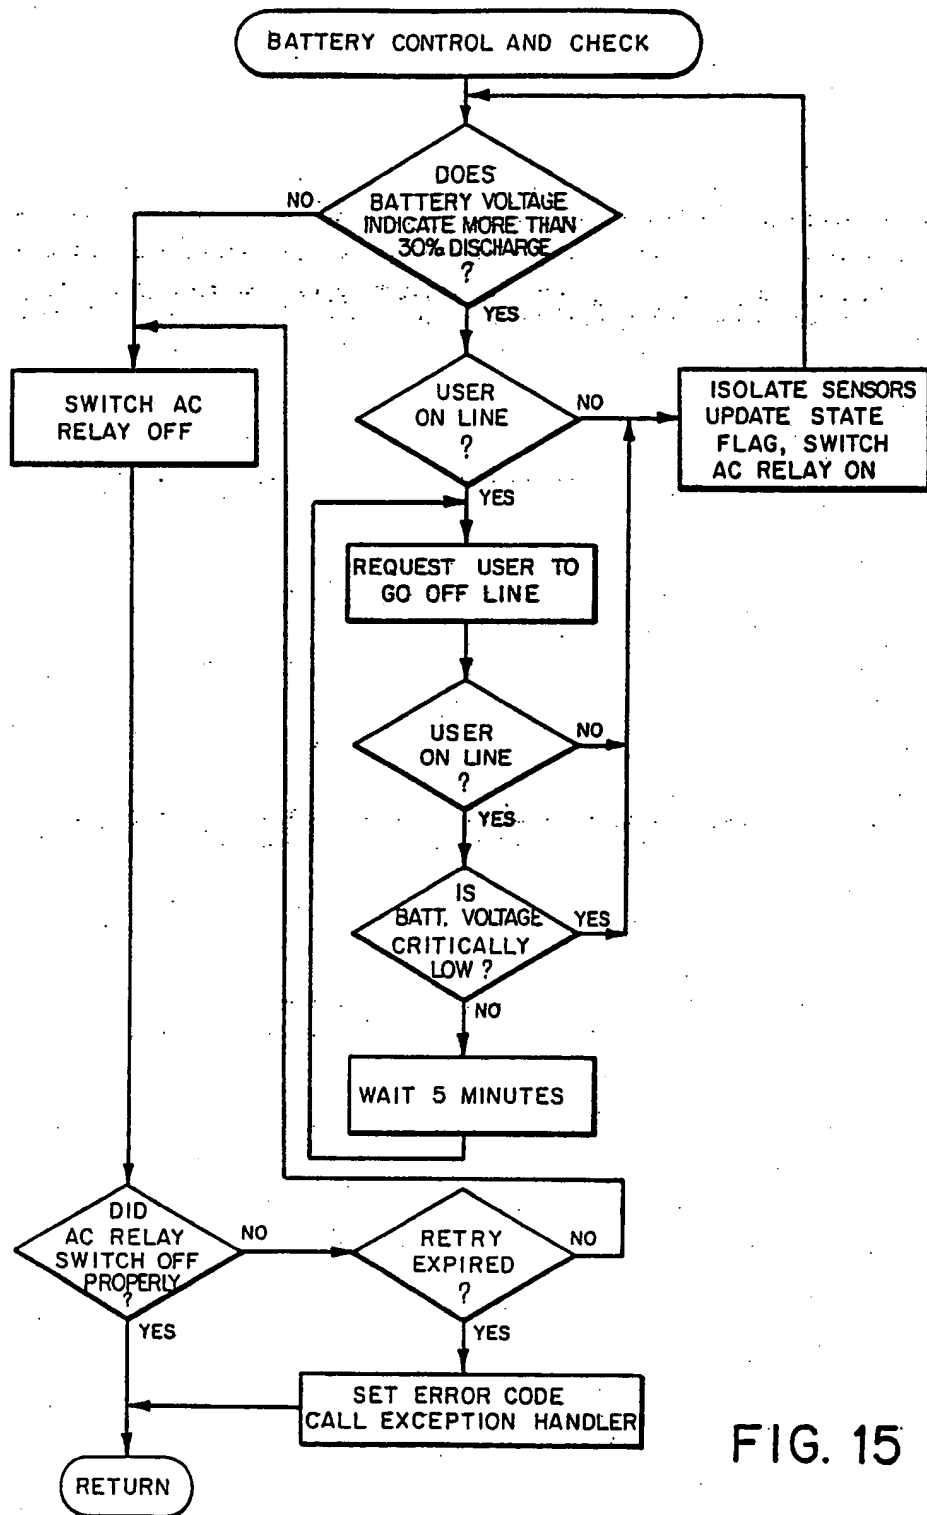 BATTERY CONTROL AND CHECK
DOES
BATTERY VOLTAGE
INDICATE MORE THAN
30% DISCHARGE
?
NO
YES
SWITCH AC
RELAY OFF
USER
ON LINE
?
NO
YES
ISOLATE SENSORS
UPDATE STATE
FLAG, SWITCH
AC RELAY ON
REQUEST USER TO
GO OFF LINE
USER
ON LINE
?
NO
YES
IS
BATT. VOLTAGE
CRITICALLY
LOW ?
YES
NO
WAIT 5 MINUTES
DID
AC RELAY
SWITCH OFF
PROPERLY
?
NO
YES
RETRY
EXPIRED
?
NO
YES
SET ERROR CODE
CALL EXCEPTION HANDLER
RETURN
FIG. 15